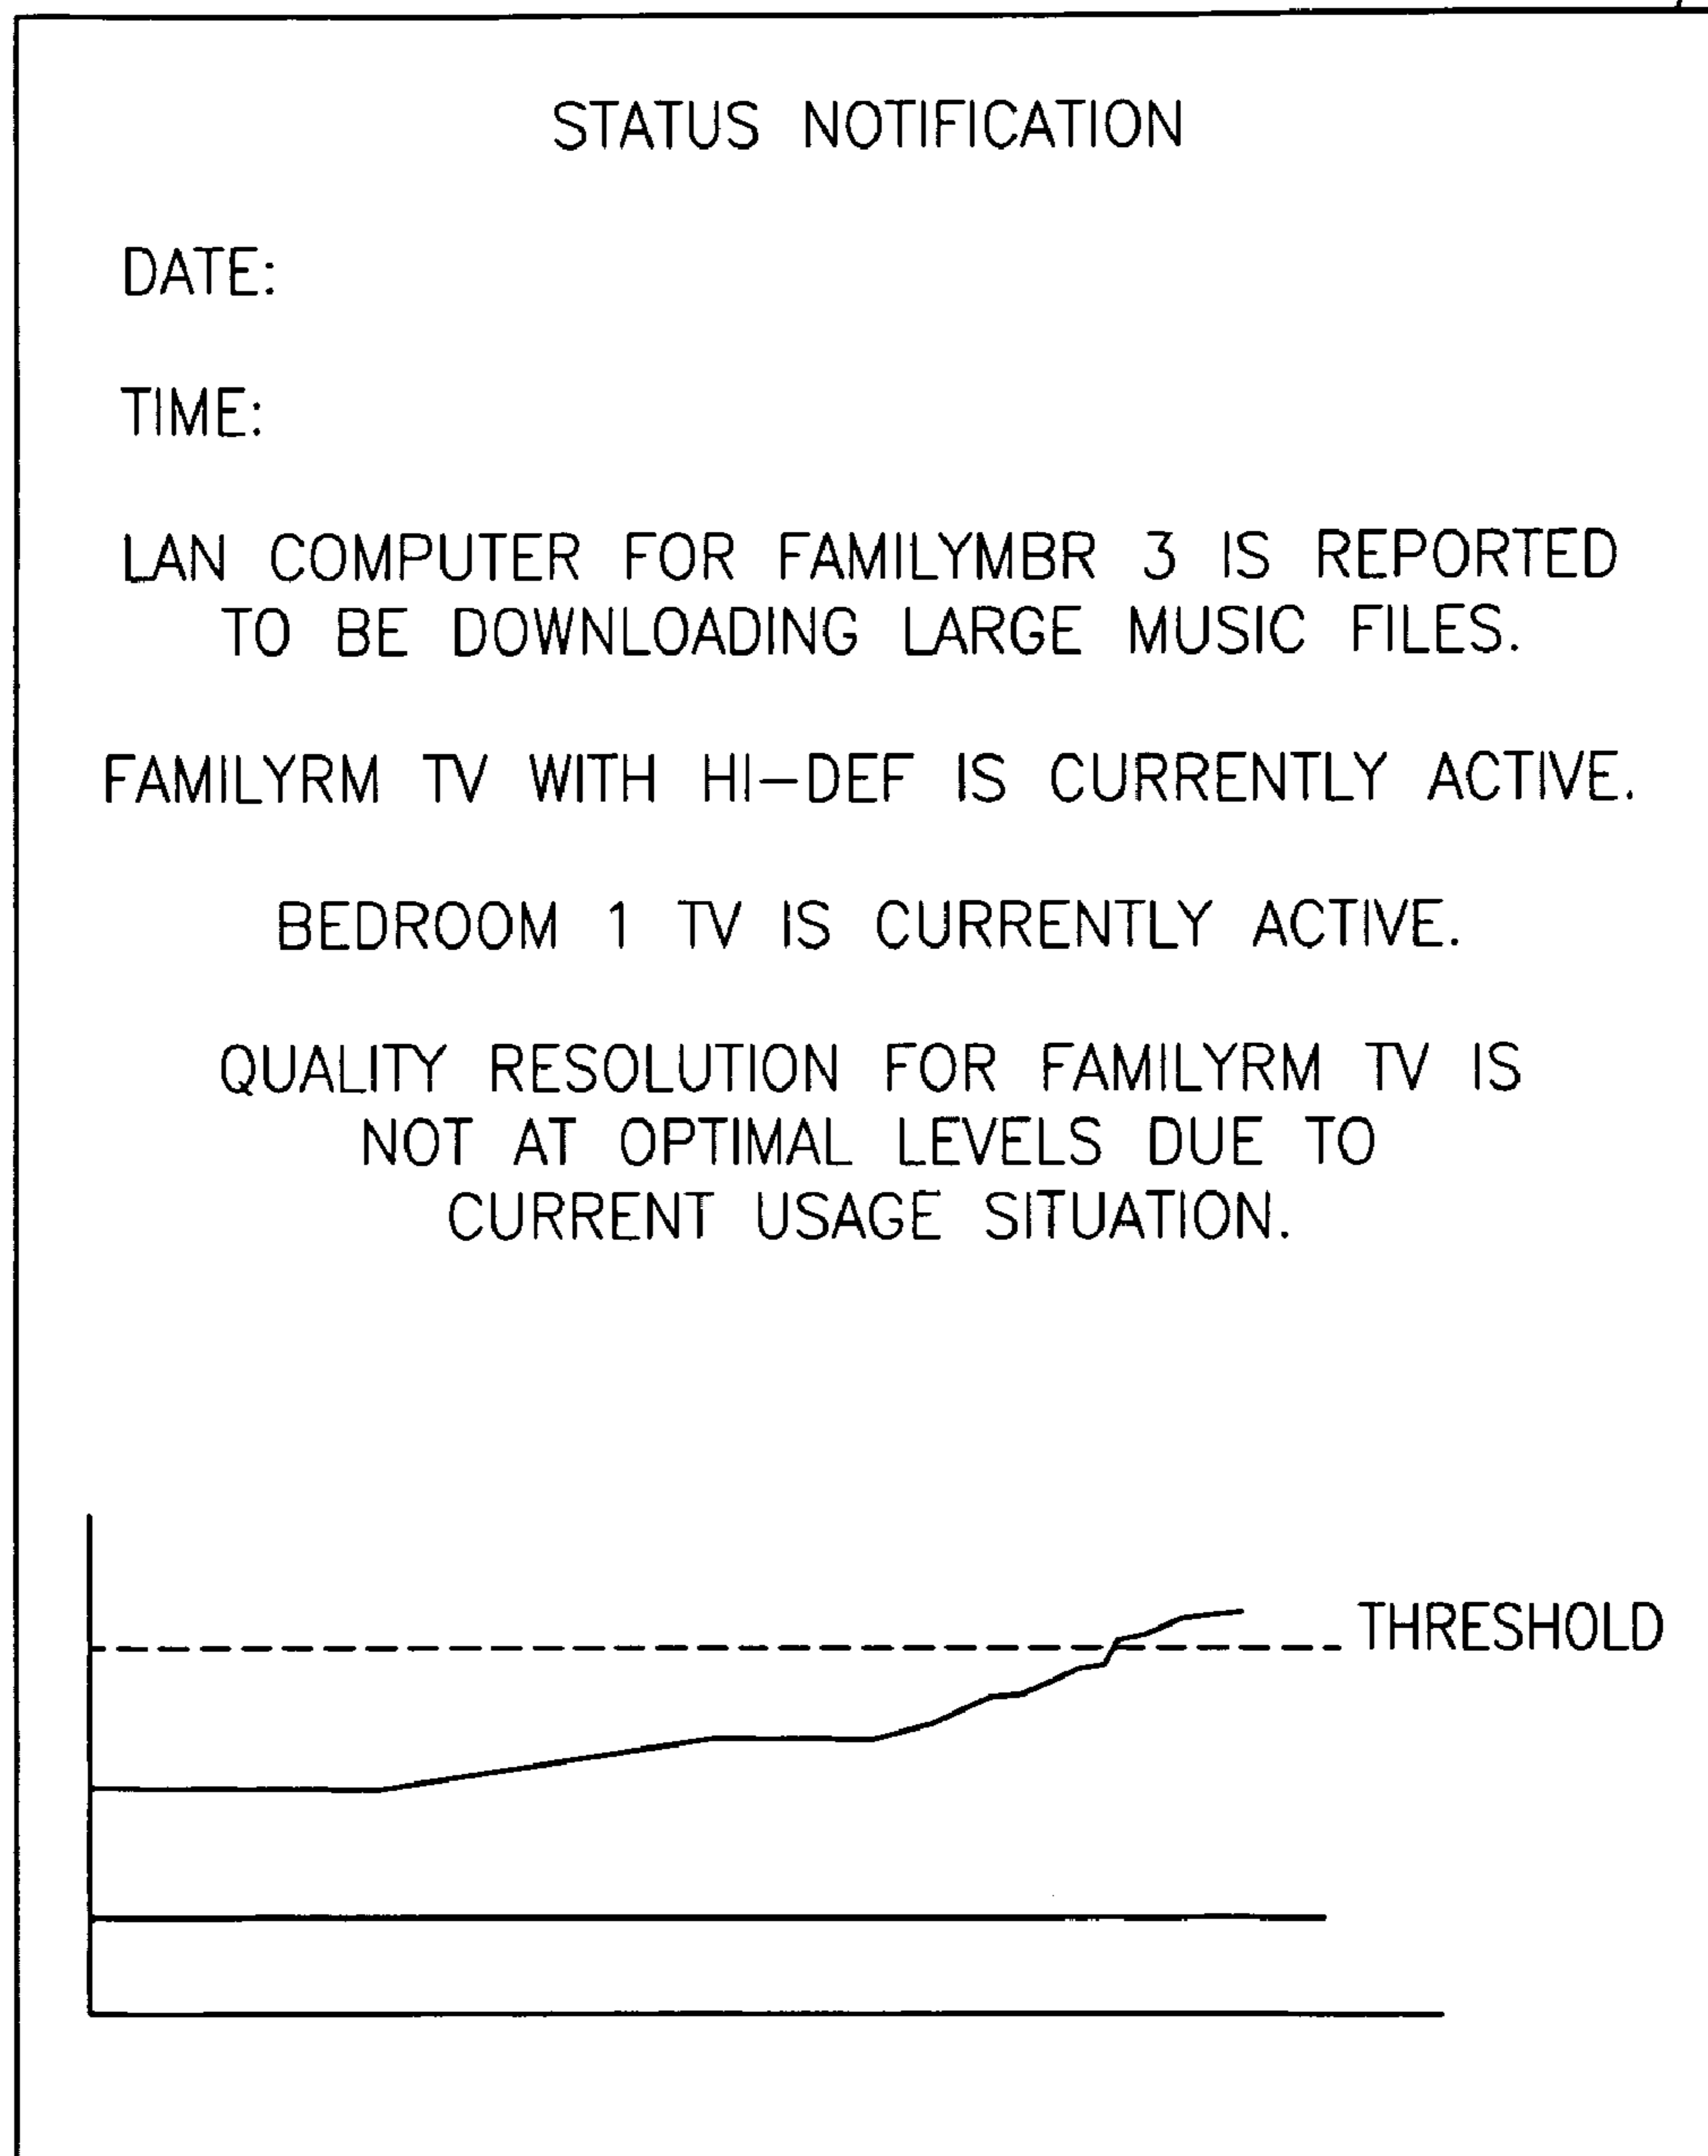 STATUS NOTIFICATION
DATE:
TIME:
LAN COMPUTER FOR FAMILYMBR 3 IS REPORTED
TO BE DOWNLOADING LARGE MUSIC FILES.
FAMILYRM TV WITH HI-DEF IS CURRENTLY ACTIVE.
BEDROOM 1 TV IS CURRENTLY ACTIVE.
QUALITY RESOLUTION FOR FAMILYRM TV IS
NOT AT OPTIMAL LEVELS DUE TO
CURRENT USAGE SITUATION.
THRESHOLD